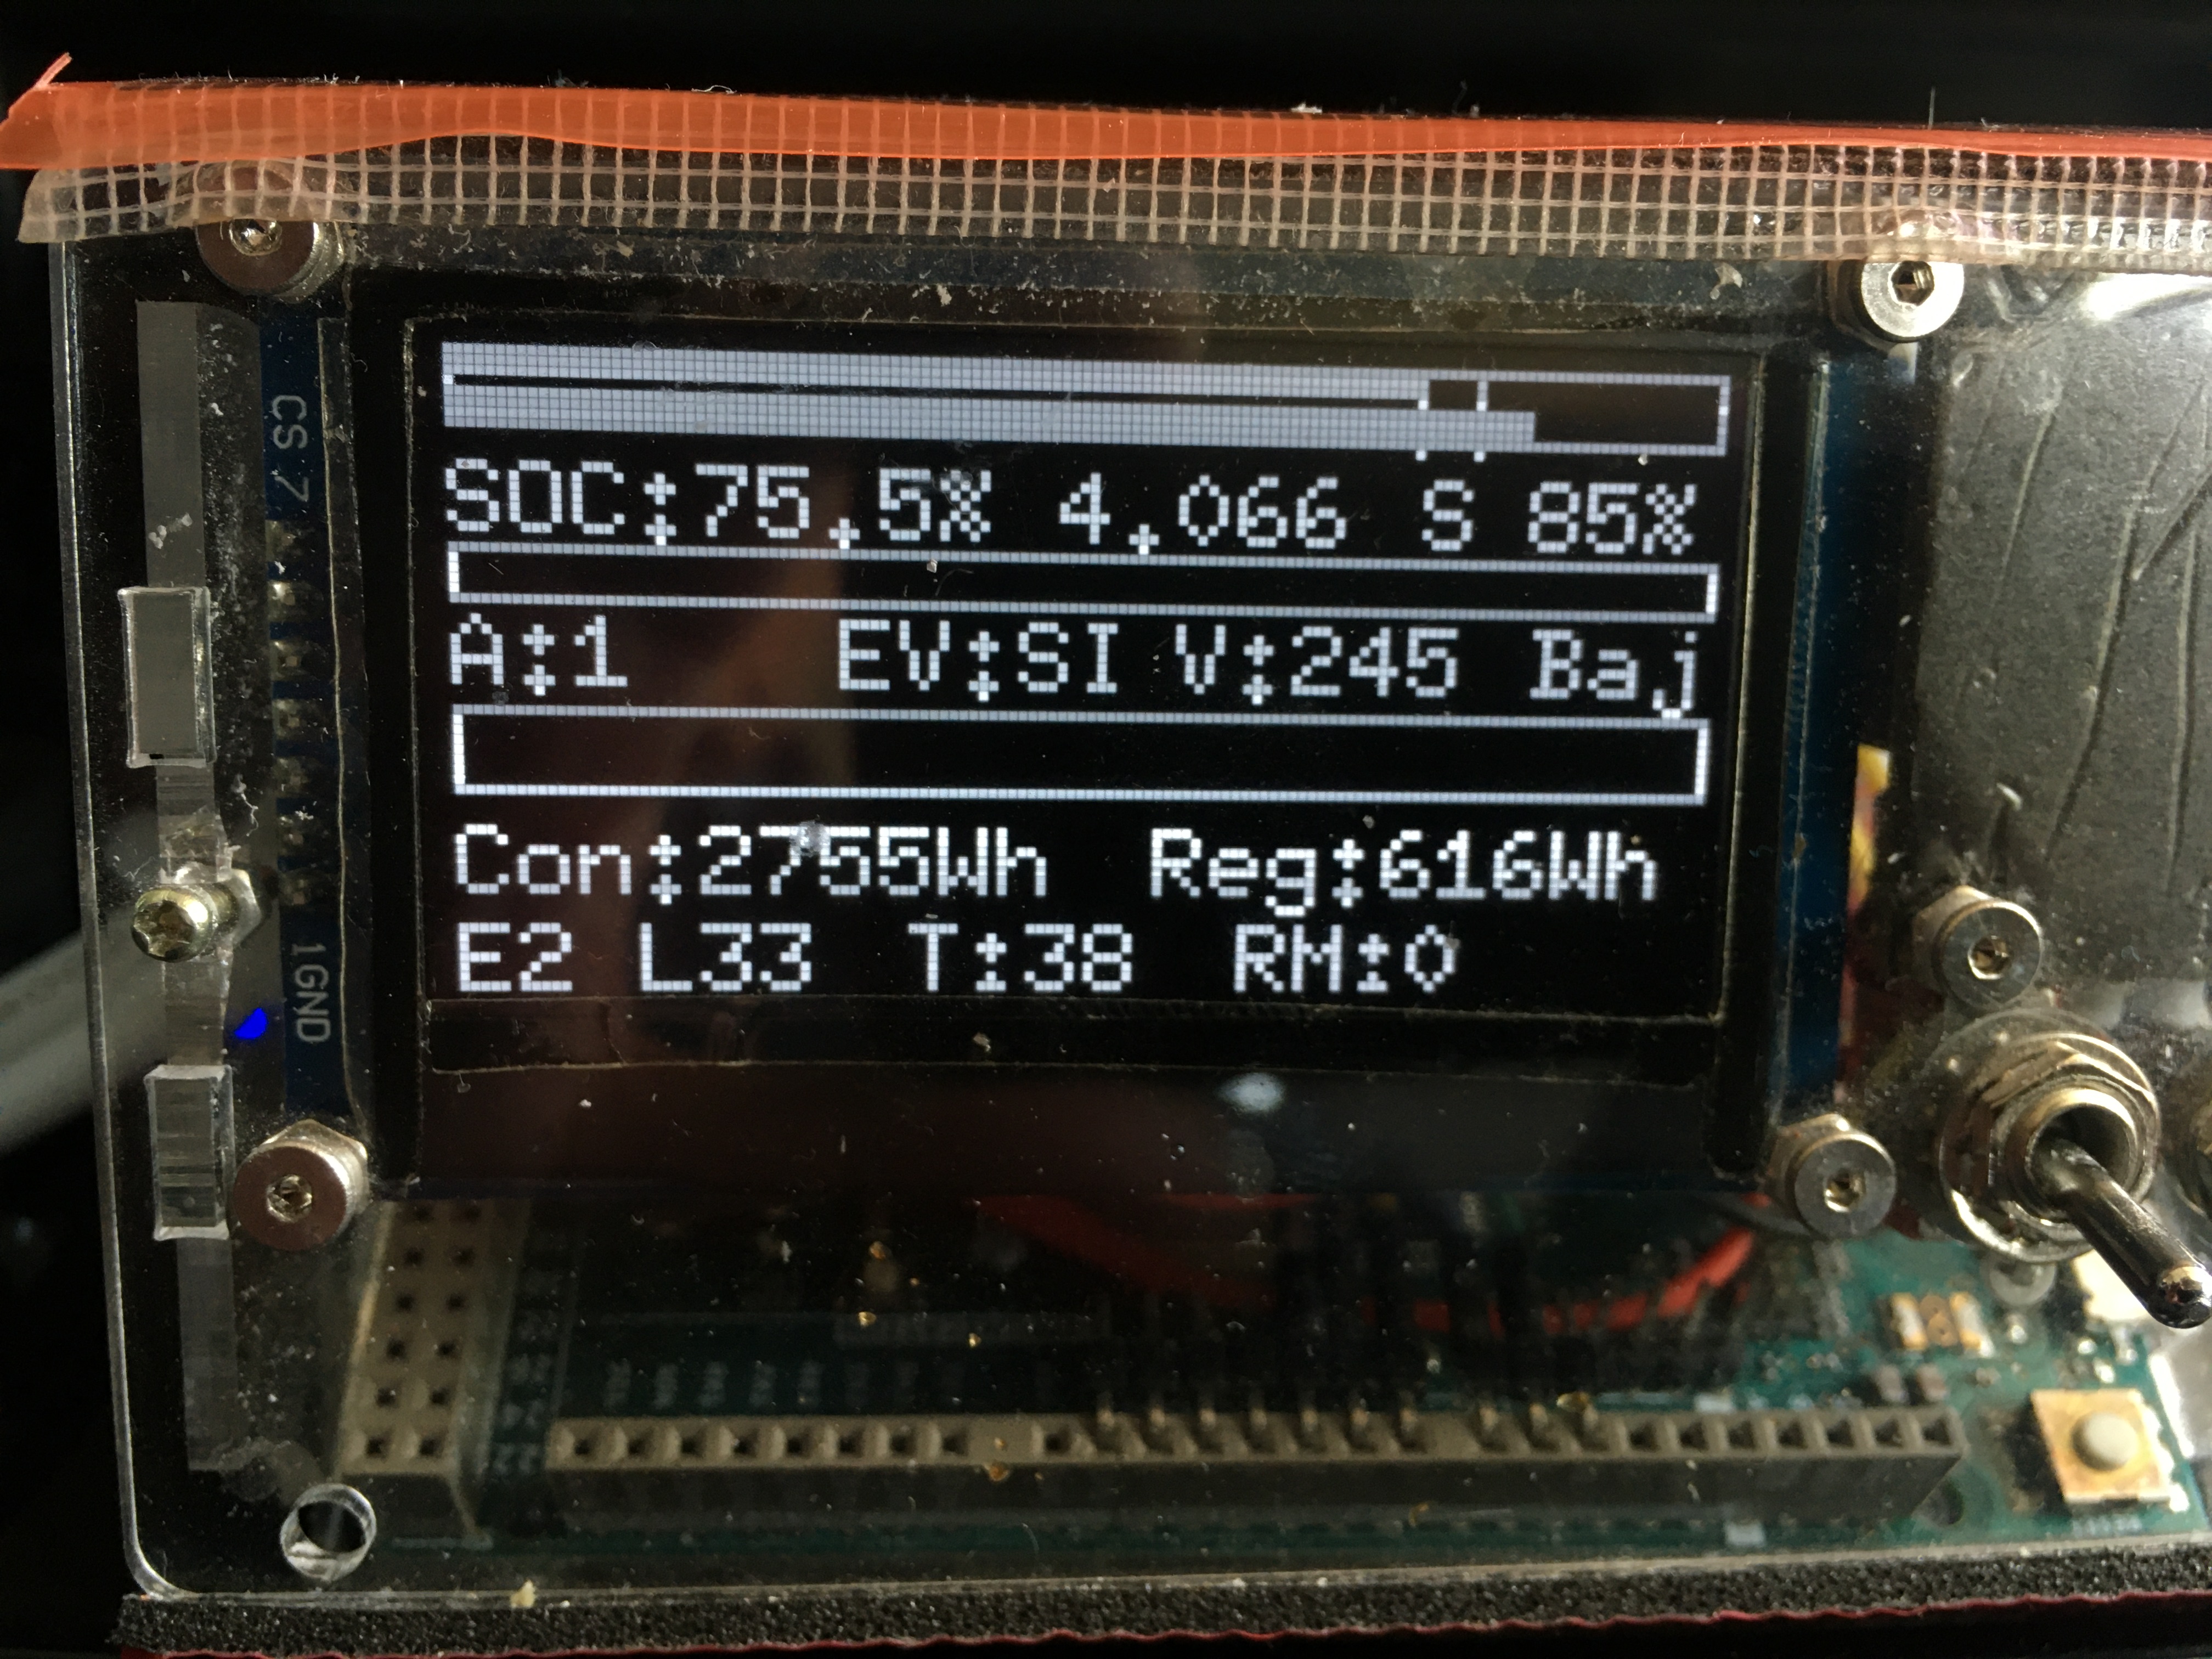 SOC:75.5% 4.066 S 85%
A:1 EV:SI V:245 Baj
Con:2755Wh Reg:616Wh
E2 L33 T:38 RM:0
CS 7
1GND